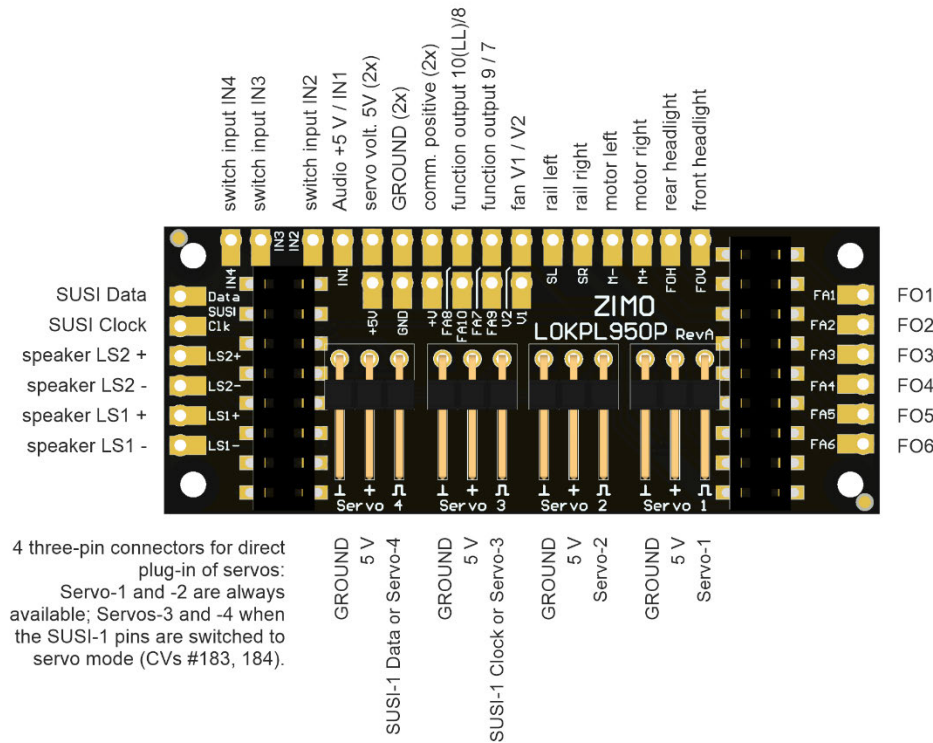 switch input IN4
switch input IN3
switch input IN2
Audio +5 V / IN1
servo volt. 5V (2x)
GROUND (2x)
comm. positive (2x)
function output 10(LL)/8
function output 9 / 7
fan V1 / V2
rail left
rail right
motor left
motor right
rear headlight
front headlight
IN4
IN3
IN2
IN1
SL
SR
M-
M+
FOH
FOV
+5V
GND
+U
FA8
FA10
FA7
FA9
V2
V1
ZIMO
LOKPL950P RevA
SUSI Data
SUSI Clock
speaker LS2 +
speaker LS2 -
speaker LS1 +
speaker LS1 -
Data
SUSI
Clk
LS2+
LS2-
LS1+
LS1-
FA1
FA2
FA3
FA4
FA5
FA6
FO1
FO2
FO3
FO4
FO5
FO6
+
+
+
+
Servo 4
Servo 3
Servo 2
Servo 1
GROUND
5 V
SUSI-1 Data or Servo-4
GROUND
5 V
SUSI-1 Clock or Servo-3
GROUND
5 V
Servo-2
GROUND
5 V
Servo-1
4 three-pin connectors for direct
plug-in of servos:
Servo-1 and -2 are always
available; Servos-3 and -4 when
the SUSI-1 pins are switched to
servo mode (CVs #183, 184).